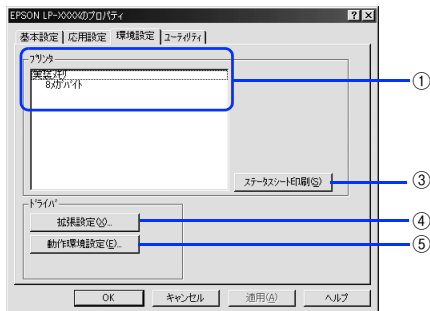 EPSON LP-XXXXのプロパティ
基本設定 応用設定 環境設定 ユーティリティ
プリンタ
実装メモリ
8メガバイト
①
ステータスシート印刷(S)
③
ドライバ
拡張設定(X)...
④
動作環境設定(E)...
⑤
OK キャンセル 適用(A) ヘルプ